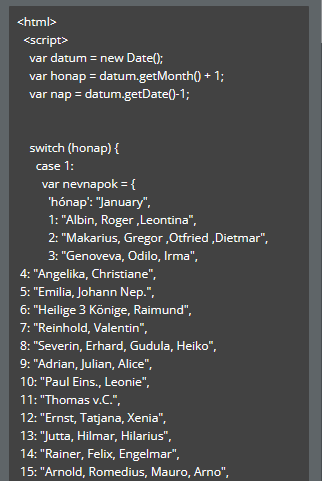 <html>
<script>
var datum = new Date();
var honap = datum.getMonth() + 1;
var nap = datum.getDate()-1;
switch (honap) {
case 1:
var nevnapok = {
'hónap': "January",
1: "Albin, Roger ,Leontina",
2: "Makarius, Gregor ,Otfried ,Dietmar",
3: "Genoveva, Odilo, Irma",
4: "Angelika, Christiane",
5: "Emilia, Johann Nep.",
6: "Heilige 3 Könige, Raimund",
7: "Reinhold, Valentin",
8: "Severin, Erhard, Gudula, Heiko",
9: "Adrian, Julian, Alice",
10: "Paul Eins., Leonie",
11: "Thomas v.C.",
12: "Ernst, Tatjana, Xenia",
13: "Jutta, Hilmar, Hilarius",
14: "Rainer, Felix, Engelmar",
15: "Arnold, Romedius, Mauro, Arno",